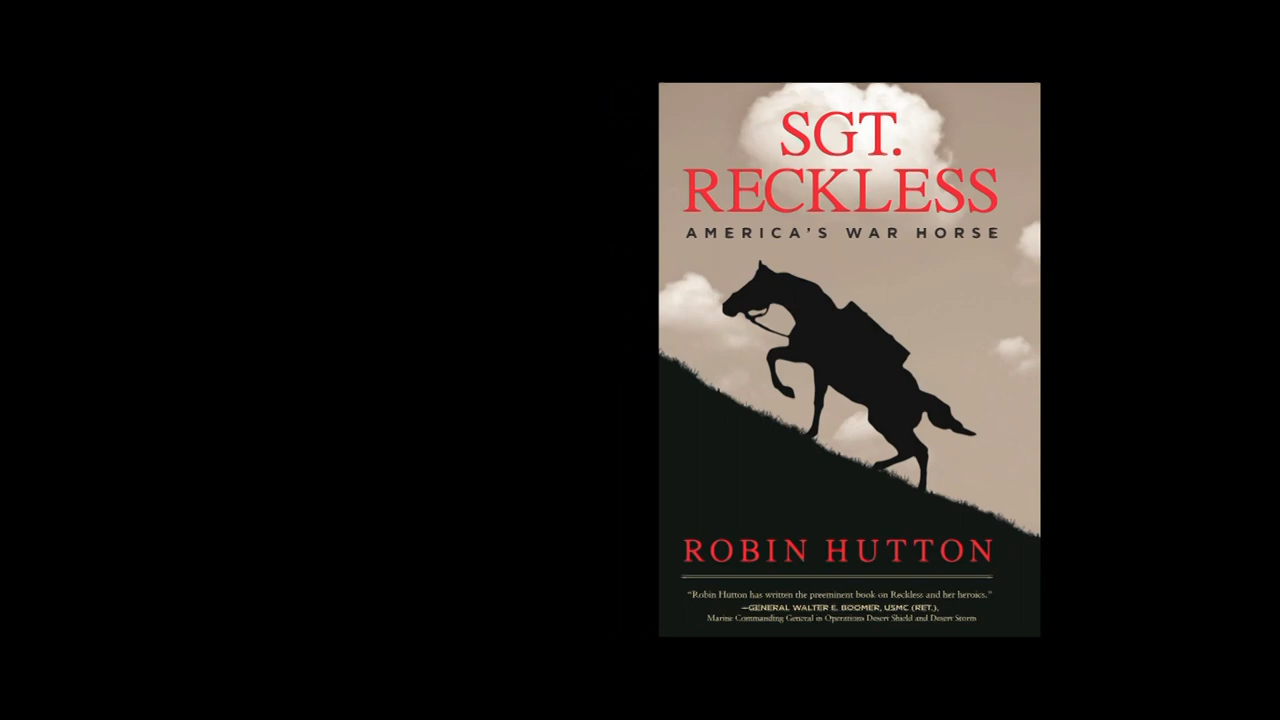 SGT.
RECKLESS
AMERICA'S WAR HORSE
ROBIN HUTTON
“Robin Hutton has written the preeminent book on Reckless and her heroics.”
—GENERAL WALTER E. BOOMER, USMC (RET.),
Marine Commanding General in Operations Desert Shield and Desert Storm